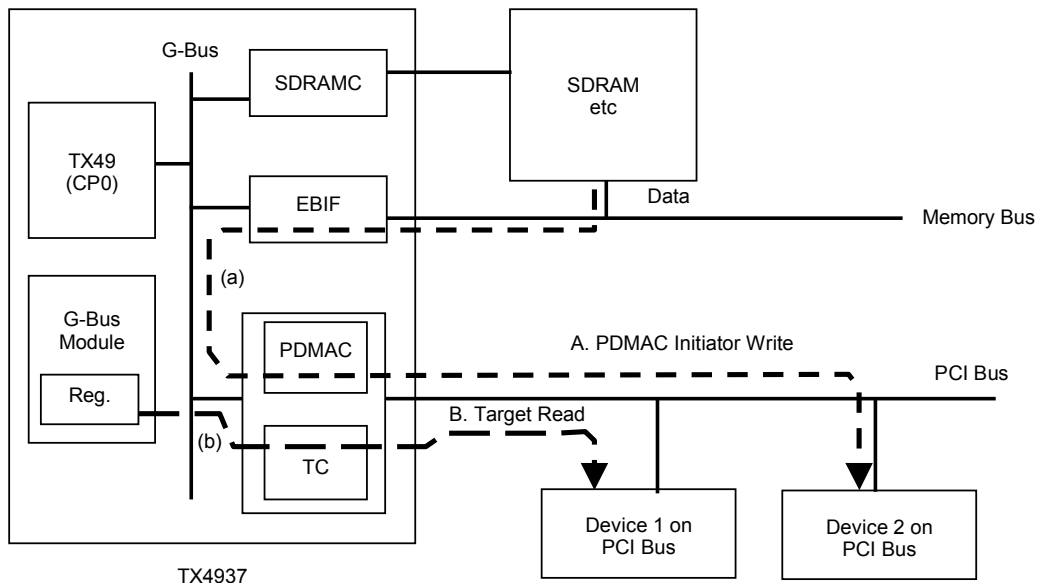 G-Bus
SDRAMC
SDRAM
etc
TX49
(CP0)
EBIF
Data
Memory Bus
(a)
G-Bus
Module
Reg.
PDMAC
A. PDMAC Initiator Write
PCI Bus
B. Target Read
(b)
TC
Device 1 on
PCI Bus
Device 2 on
PCI Bus
TX4937